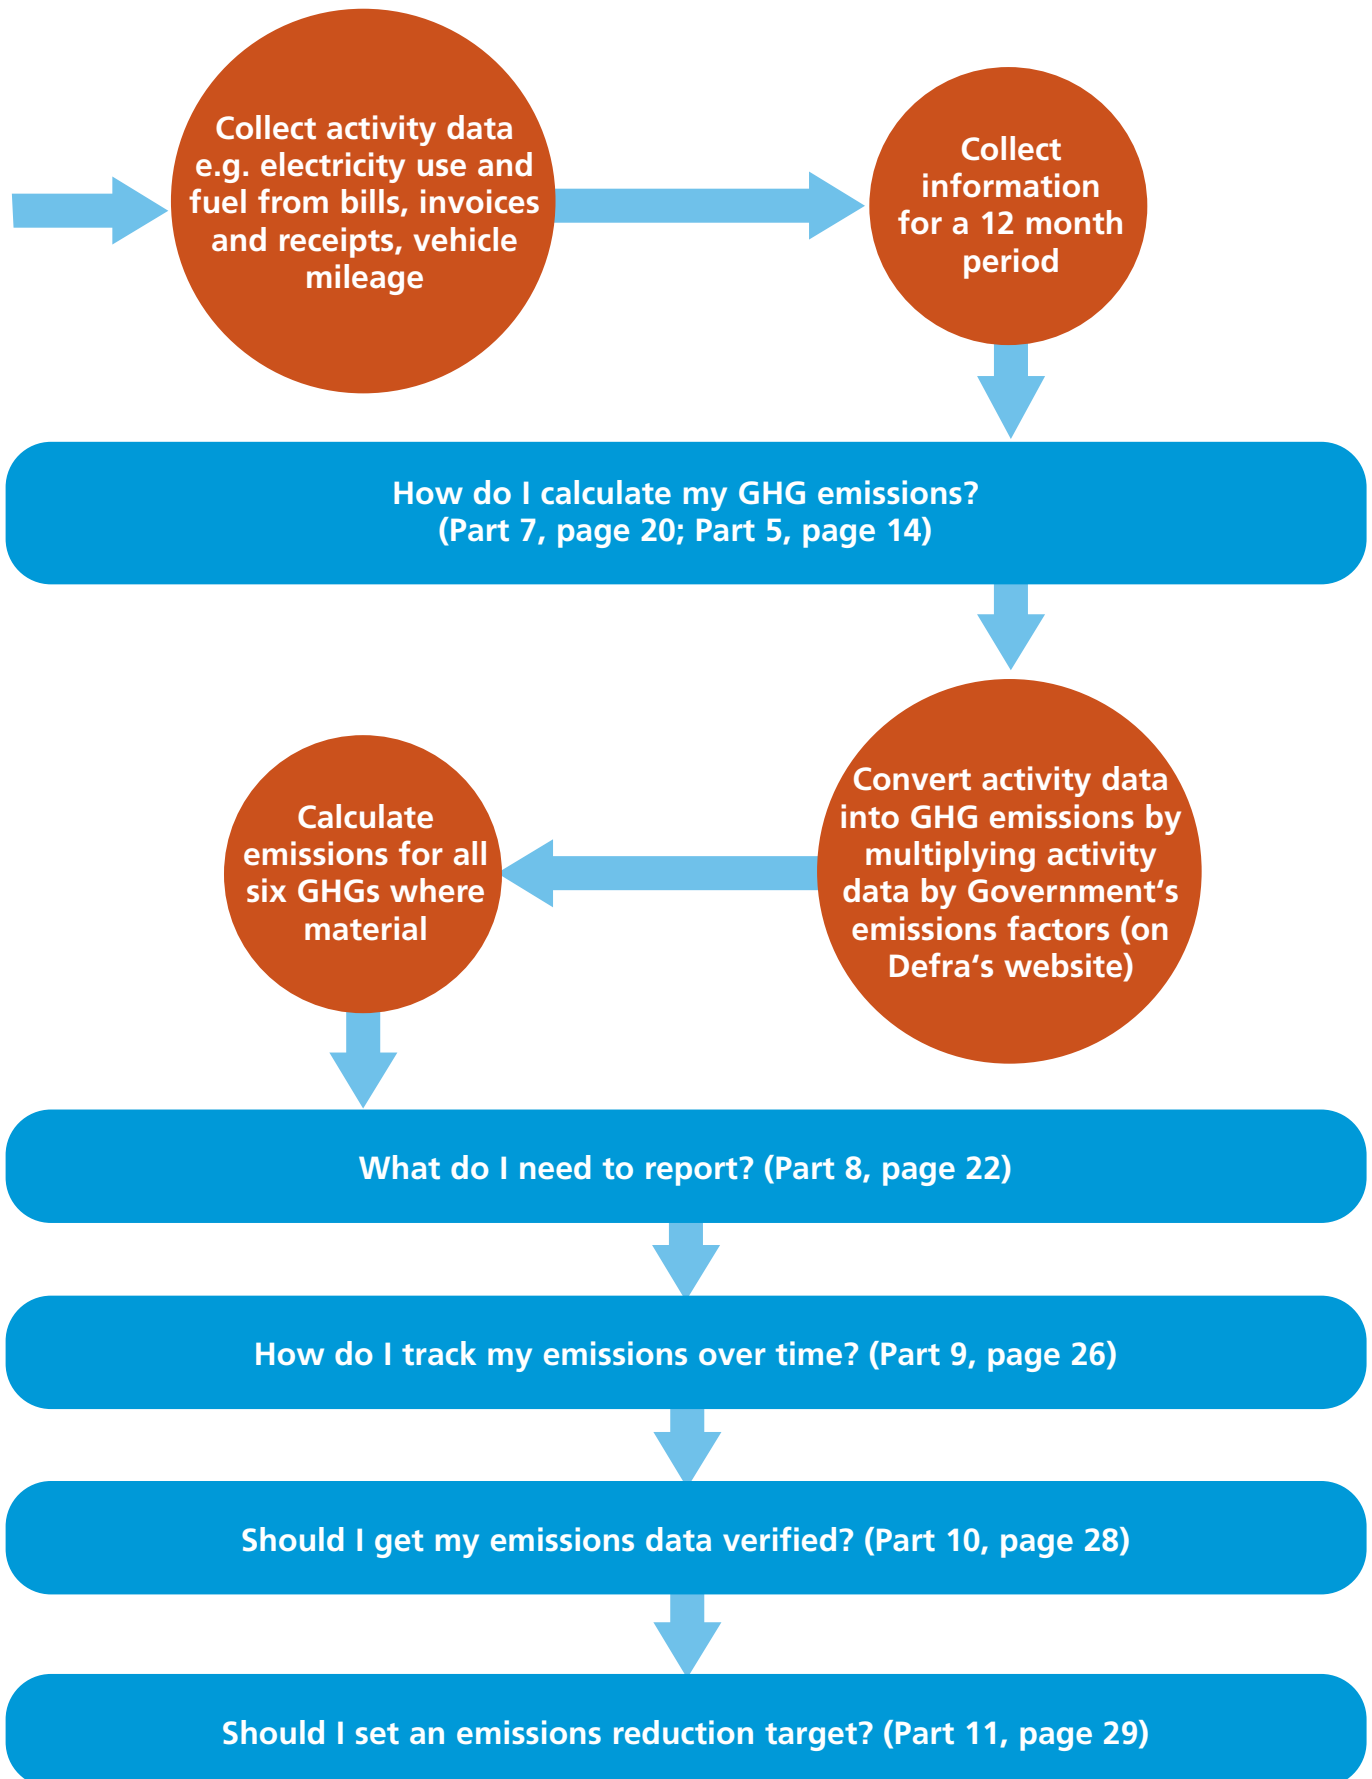 Collect activity data
e.g. electricity use and
fuel from bills, invoices
and receipts, vehicle
mileage
Collect
information
for a 12 month
period
How do I calculate my GHG emissions?
(Part 7, page 20; Part 5, page 14)
Convert activity data
into GHG emissions by
multiplying activity
data by Government‘s
emissions factors (on
Defra‘s website)
Calculate
emissions for all
six GHGs where
material
What do I need to report? (Part 8, page 22)
How do I track my emissions over time? (Part 9, page 26)
Should I get my emissions data verified? (Part 10, page 28)
Should I set an emissions reduction target? (Part 11, page 29)